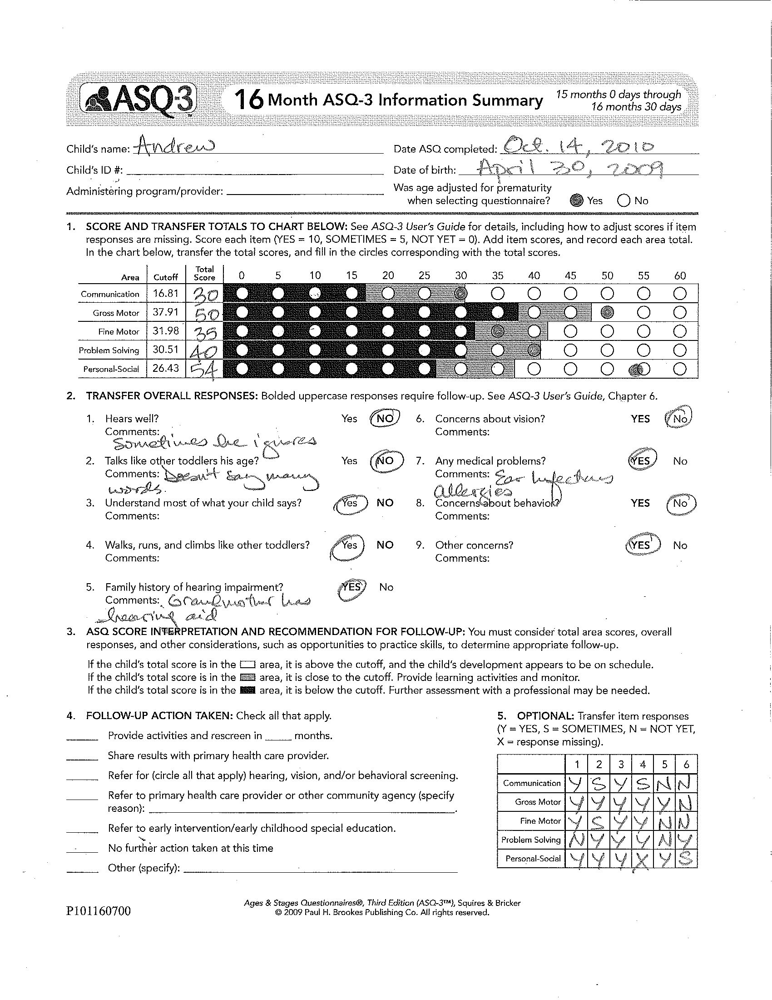 ASQ-3™
16 Month ASQ-3 Information Summary
15 months 0 days through
16 months 30 days
Child's name: Andrew
Date ASQ completed: Oct. 14, 2010
Child's ID #:
Date of birth: April 30, 2009
Administering program/provider:
Was age adjusted for prematurity
when selecting questionnaire? Yes No
1. SCORE AND TRANSFER TOTALS TO CHART BELOW: See ASQ-3 User's Guide for details, including how to adjust scores if item
responses are missing. Score each item (YES = 10, SOMETIMES = 5, NOT YET = 0). Add item scores, and record each area total.
In the chart below, transfer the total scores, and fill in the circles corresponding with the total scores.
Area Cutoff Total Score 0 5 10 15 20 25 30 35 40 45 50 55 60
Communication 16.81 30
Gross Motor 37.91 50
Fine Motor 31.98 35
Problem Solving 30.51 40
Personal-Social 26.43 54
2. TRANSFER OVERALL RESPONSES: Bolded uppercase responses require follow-up. See ASQ-3 User's Guide, Chapter 6.
1. Hears well? Yes NO
Comments:
Sometimes he ignores
2. Talks like other toddlers his age? Yes NO
Comments: Doesn't say many
words.
3. Understand most of what your child says? Yes NO
Comments:
4. Walks, runs, and climbs like other toddlers? Yes NO
Comments:
5. Family history of hearing impairment? YES No
Comments: Grandmother has
hearing aid
6. Concerns about vision? YES No
Comments:
7. Any medical problems? YES No
Comments: Ear Infections
allergies
8. Concerns about behavior? YES No
Comments:
9. Other concerns? YES No
Comments:
3. ASQ SCORE INTERPRETATION AND RECOMMENDATION FOR FOLLOW-UP: You must consider total area scores, overall
responses, and other considerations, such as opportunities to practice skills, to determine appropriate follow-up.
If the child's total score is in the area, it is above the cutoff, and the child's development appears to be on schedule.
If the child's total score is in the area, it is close to the cutoff. Provide learning activities and monitor.
If the child's total score is in the area, it is below the cutoff. Further assessment with a professional may be needed.
4. FOLLOW-UP ACTION TAKEN: Check all that apply.
Provide activities and rescreen in ____ months.
Share results with primary health care provider.
Refer for (circle all that apply) hearing, vision, and/or behavioral screening.
Refer to primary health care provider or other community agency (specify
reason): ____.
Refer to early intervention/early childhood special education.
No further action taken at this time
Other (specify):
5. OPTIONAL: Transfer item responses
(Y = YES, S = SOMETIMES, N = NOT YET,
X = response missing).
1 2 3 4 5 6
Communication Y S Y S N N
Gross Motor Y Y Y Y Y N
Fine Motor Y S Y Y N N
Problem Solving N Y Y Y N Y
Personal-Social Y Y Y X Y S
P101160700
Ages & Stages Questionnaires®, Third Edition (ASQ-3™), Squires & Bricker
© 2009 Paul H. Brookes Publishing Co. All rights reserved.